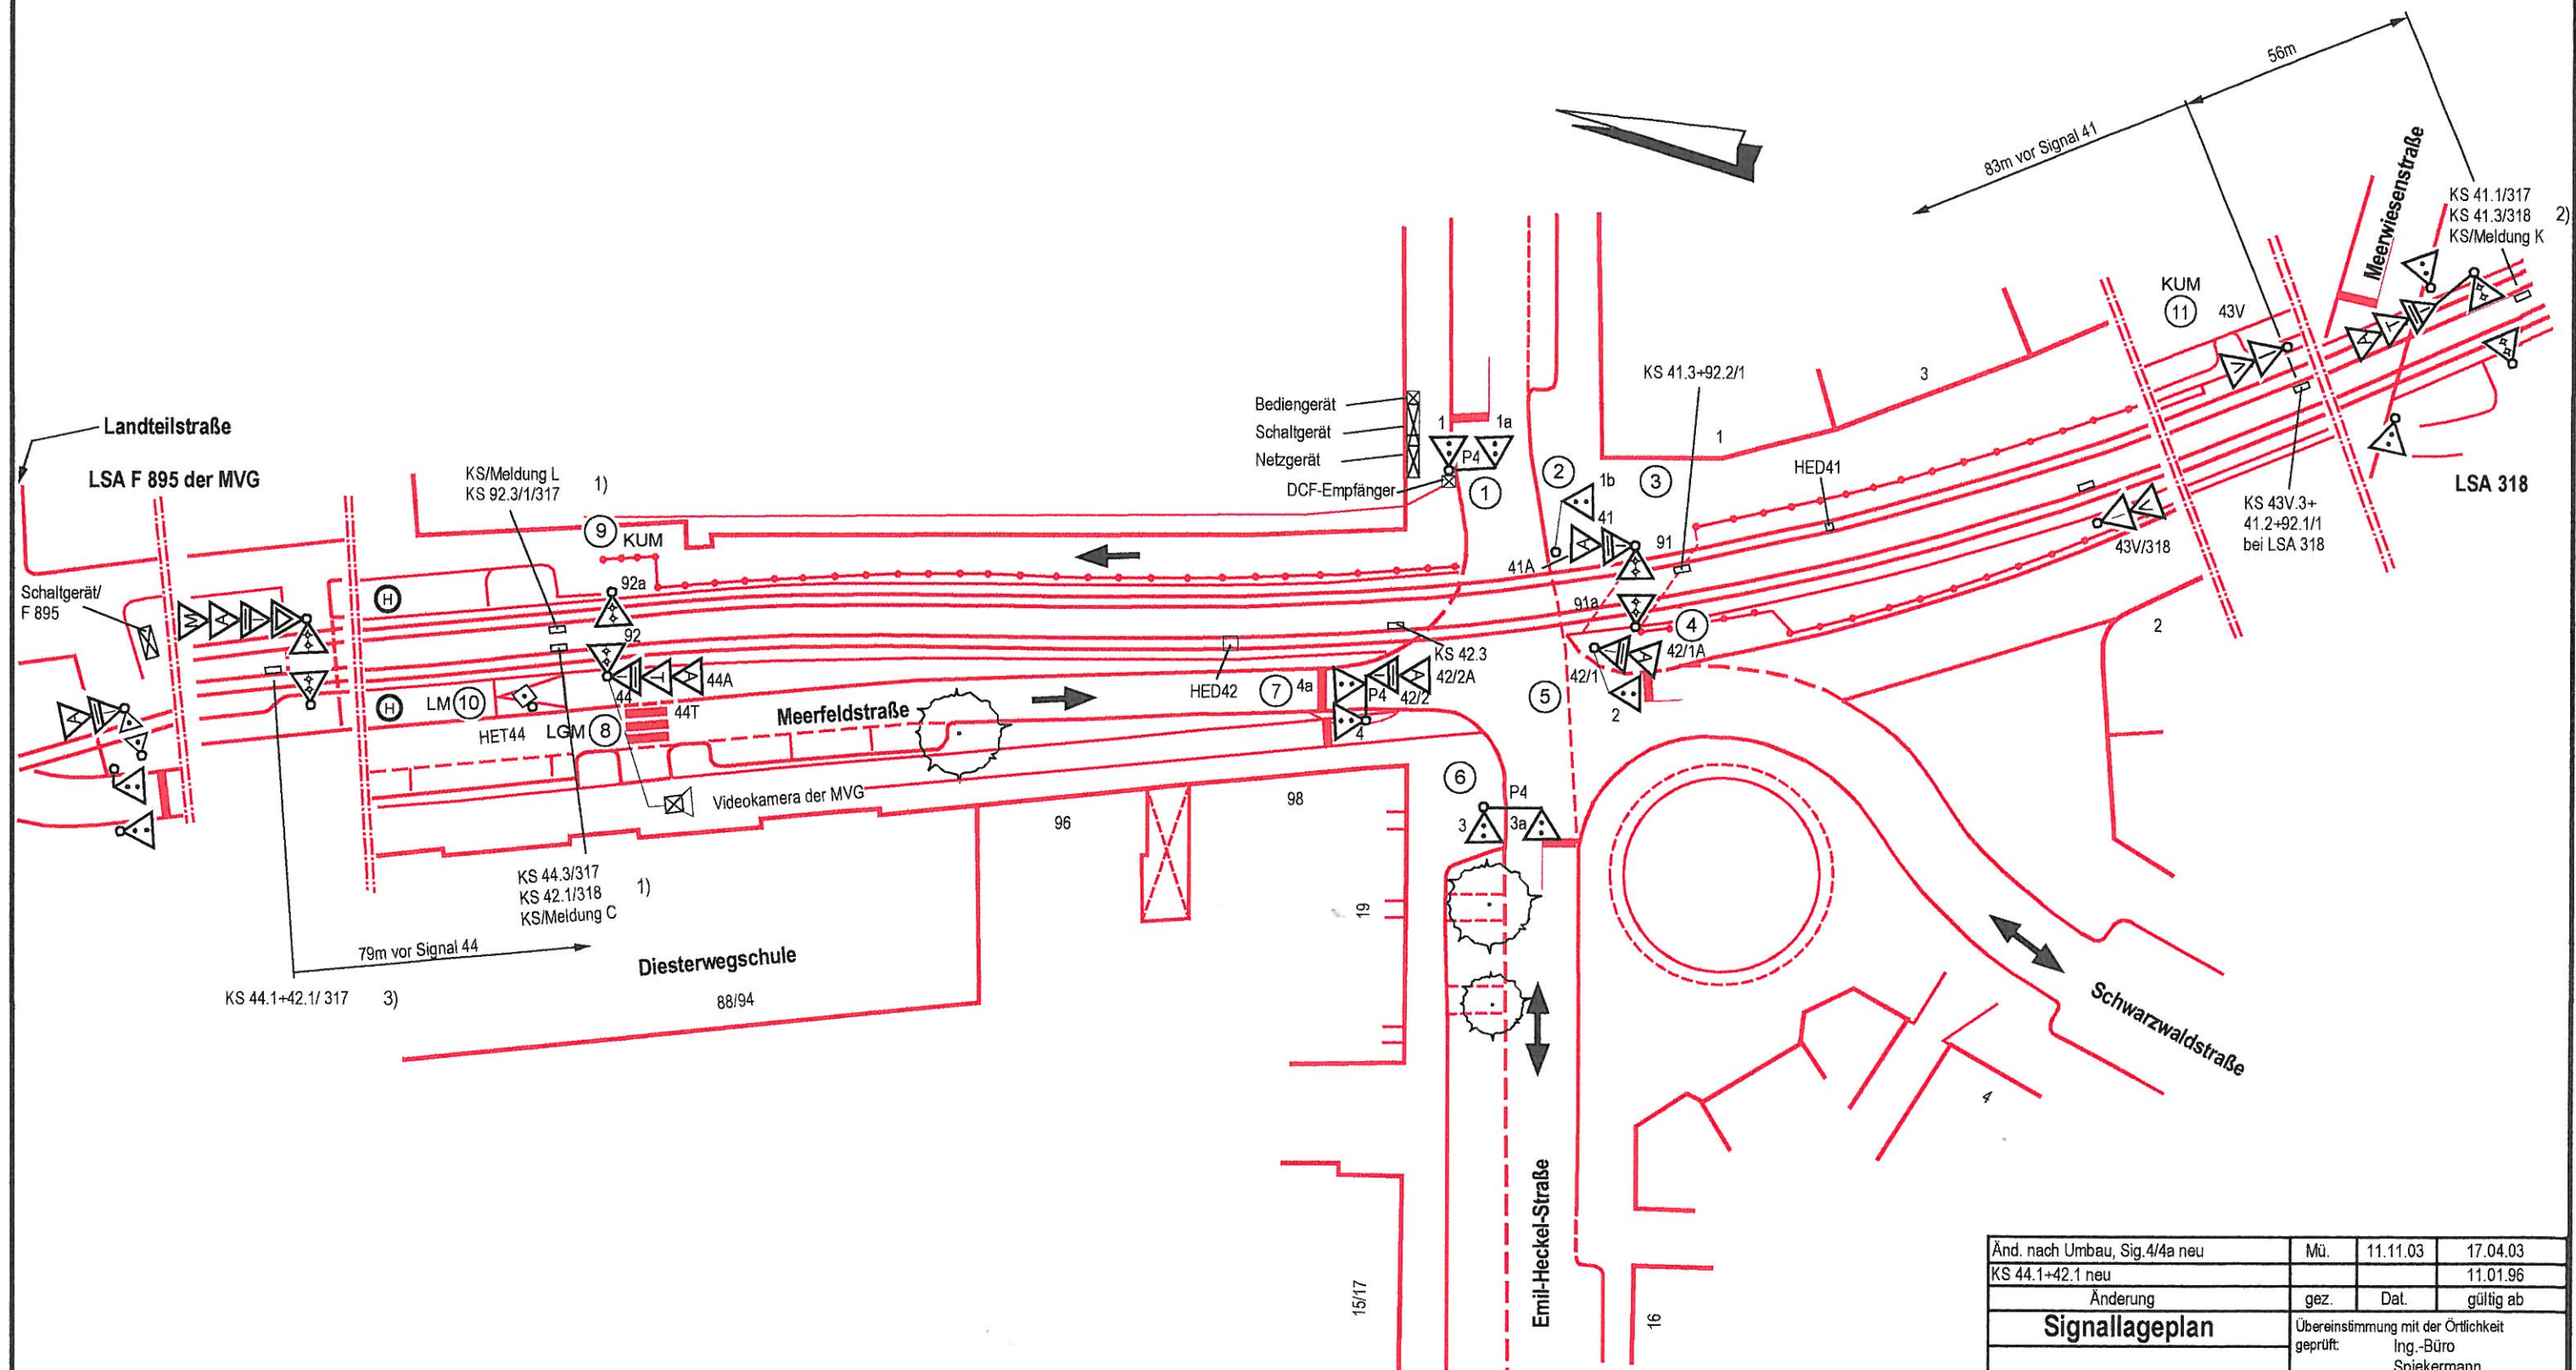 56m
83m vor Signal 41
Meerwiesenstraße
KS 41.1/317
KS 41.3/318 2)
KS/Meldung K
KUM
11
43V
A
T
I
V
I
KS 41.3+92.2/1
3
1
HED41
Bediengerät
Schaltgerät
Netzgerät
DCF-Empfänger
1
1a
P4
1
2
1b
3
41
A
I
91
41A
Landteilstraße
LSA F 895 der MVG
KS/Meldung L
KS 92.3/1/317 1)
9
KUM
92a
LSA 318
KS 43V.3+
41.2+92.1/1
bei LSA 318
I
V
43V/318
Schaltgerät/
F 895
M
A
I
H
H
91a
4
2
92
I
T
A
44
44A
44T
KS 42.3
42/1
42/1A
A
2
5
HED42
7
4a
P4
I
A
42/2
42/2A
4
LM
10
HET44
LGM
8
Meerfeldstraße
A
Videokamera der MVG
6
P4
3
3a
96
98
19
KS 44.3/317
KS 42.1/318 1)
KS/Meldung C
79m vor Signal 44
KS 44.1+42.1/ 317 3)
Diesterwegschule
88/94
Schwarzwaldstraße
4
Emil-Heckel-Straße
15/17
16
Änd. nach Umbau, Sig.4/4a neu Mü. 11.11.03 17.04.03
KS 44.1+42.1 neu 11.01.96
Änderung gez. Dat. gültig ab
Signallageplan
Übereinstimmung mit der Örtlichkeit
geprüft: Ing.-Büro
Spiekermann